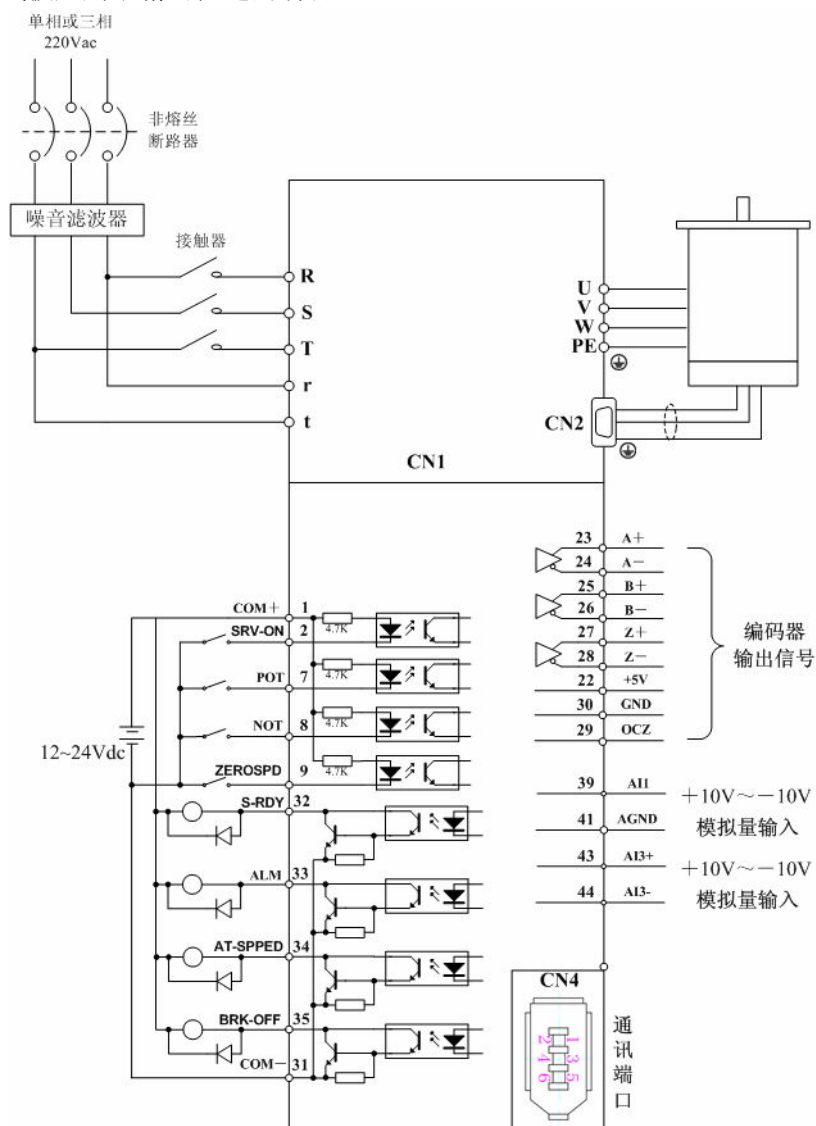 单相或三相
220Vac
非熔丝
断路器
噪音滤波器
接触器
R
S
T
r
t
U
V
W
PE
CN2
CN1
COM+ 1
SRV-ON 2
POT 7
NOT 8
ZEROSPD 9
4.7K
4.7K
4.7K
4.7K
12~24Vdc
S-RDY 32
ALM 33
AT-SPPED 34
BRK-OFF 35
COM- 31
23 A+
24 A-
25 B+
26 B-
27 Z+
28 Z-
22 +5V
30 GND
29 OCZ
编码器
输出信号
39 AI1
41 AGND
+10V~-10V
模拟量输入
43 AI3+
44 AI3-
+10V~-10V
模拟量输入
CN4
2 1
4 3
6 5
通讯端口